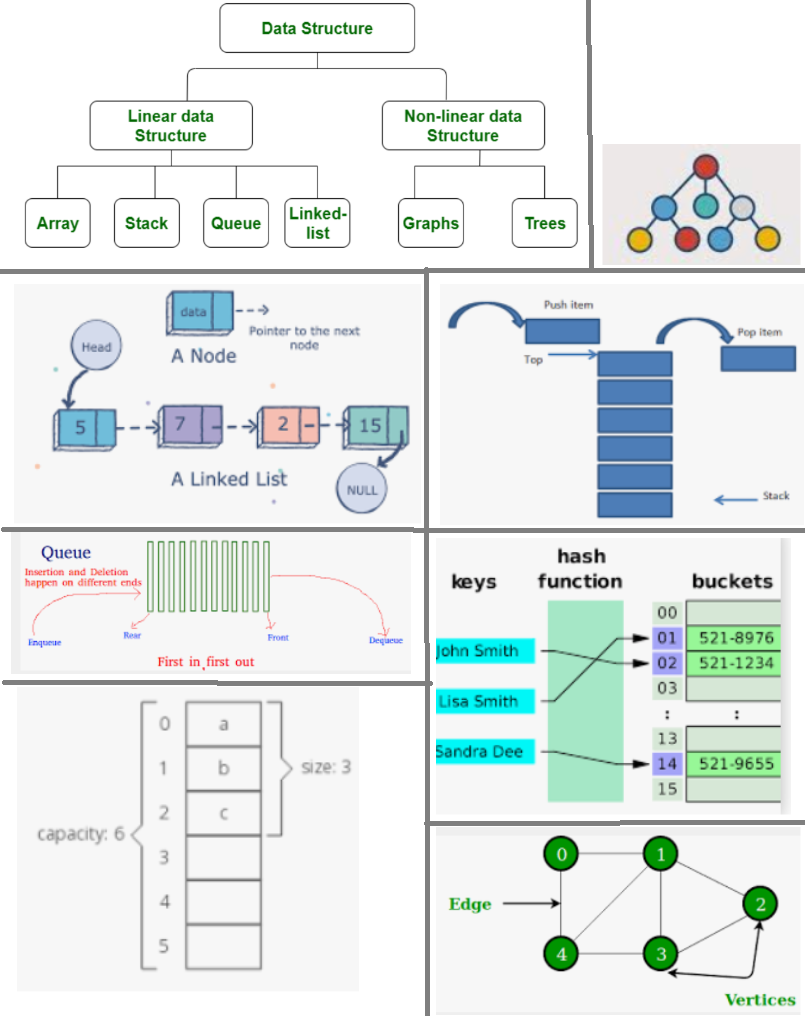 Data Structure
Linear data
Structure
Non-linear data
Structure
Array
Stack
Queue
Linked-
list
Graphs
Trees
data
Pointer to the next
node
Head
A Node
5
7
2
15
A Linked List
NULL
Push item
Pop item
Top
Stack
Queue
Insertion and Deletion
happen on different ends
Enqueue
Rear
Front
Dequeue
First in first out
hash
keys
function
buckets
00
John Smith
01
521-8976
02
521-1234
Lisa Smith
03
:
:
13
Sandra Dee
14
521-9655
15
0
a
1
b
size: 3
2
c
capacity: 6
3
4
5
0
1
Edge
2
4
3
Vertices